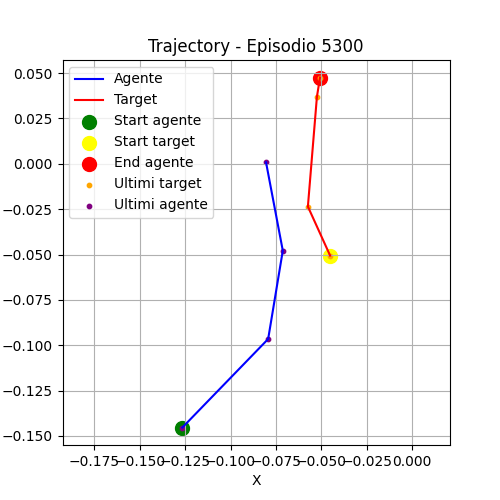 Trajectory - Episodio 5300
Agente
Target
Start agente
Start target
End agente
Ultimi target
Ultimi agente
0.050
0.025
0.000
−0.025
−0.050
−0.075
−0.100
−0.125
−0.150
−0.175 −0.150 −0.125 −0.100 −0.075 −0.050 −0.025 0.000
X